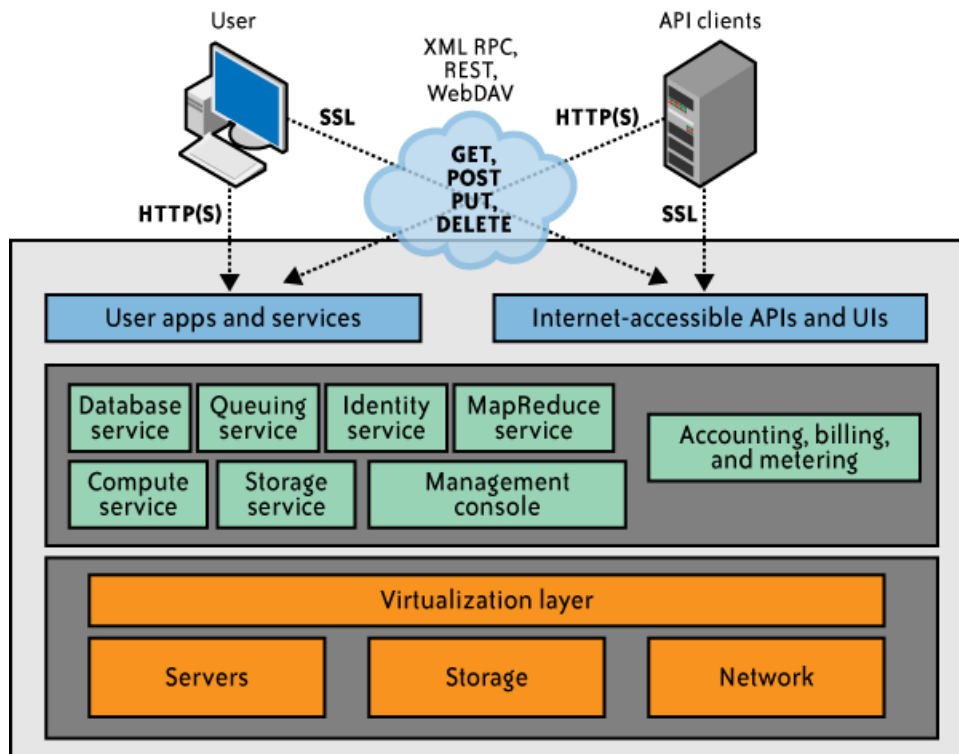 User
API clients
XML RPC,
REST,
WebDAV
SSL
HTTP(S)
GET,
POST
PUT,
DELETE
HTTP(S)
SSL
User apps and services
Internet-accessible APIs and UIs
Database
service
Queuing
service
Identity
service
MapReduce
service
Accounting, billing,
and metering
Compute
service
Storage
service
Management
console
Virtualization layer
Servers
Storage
Network